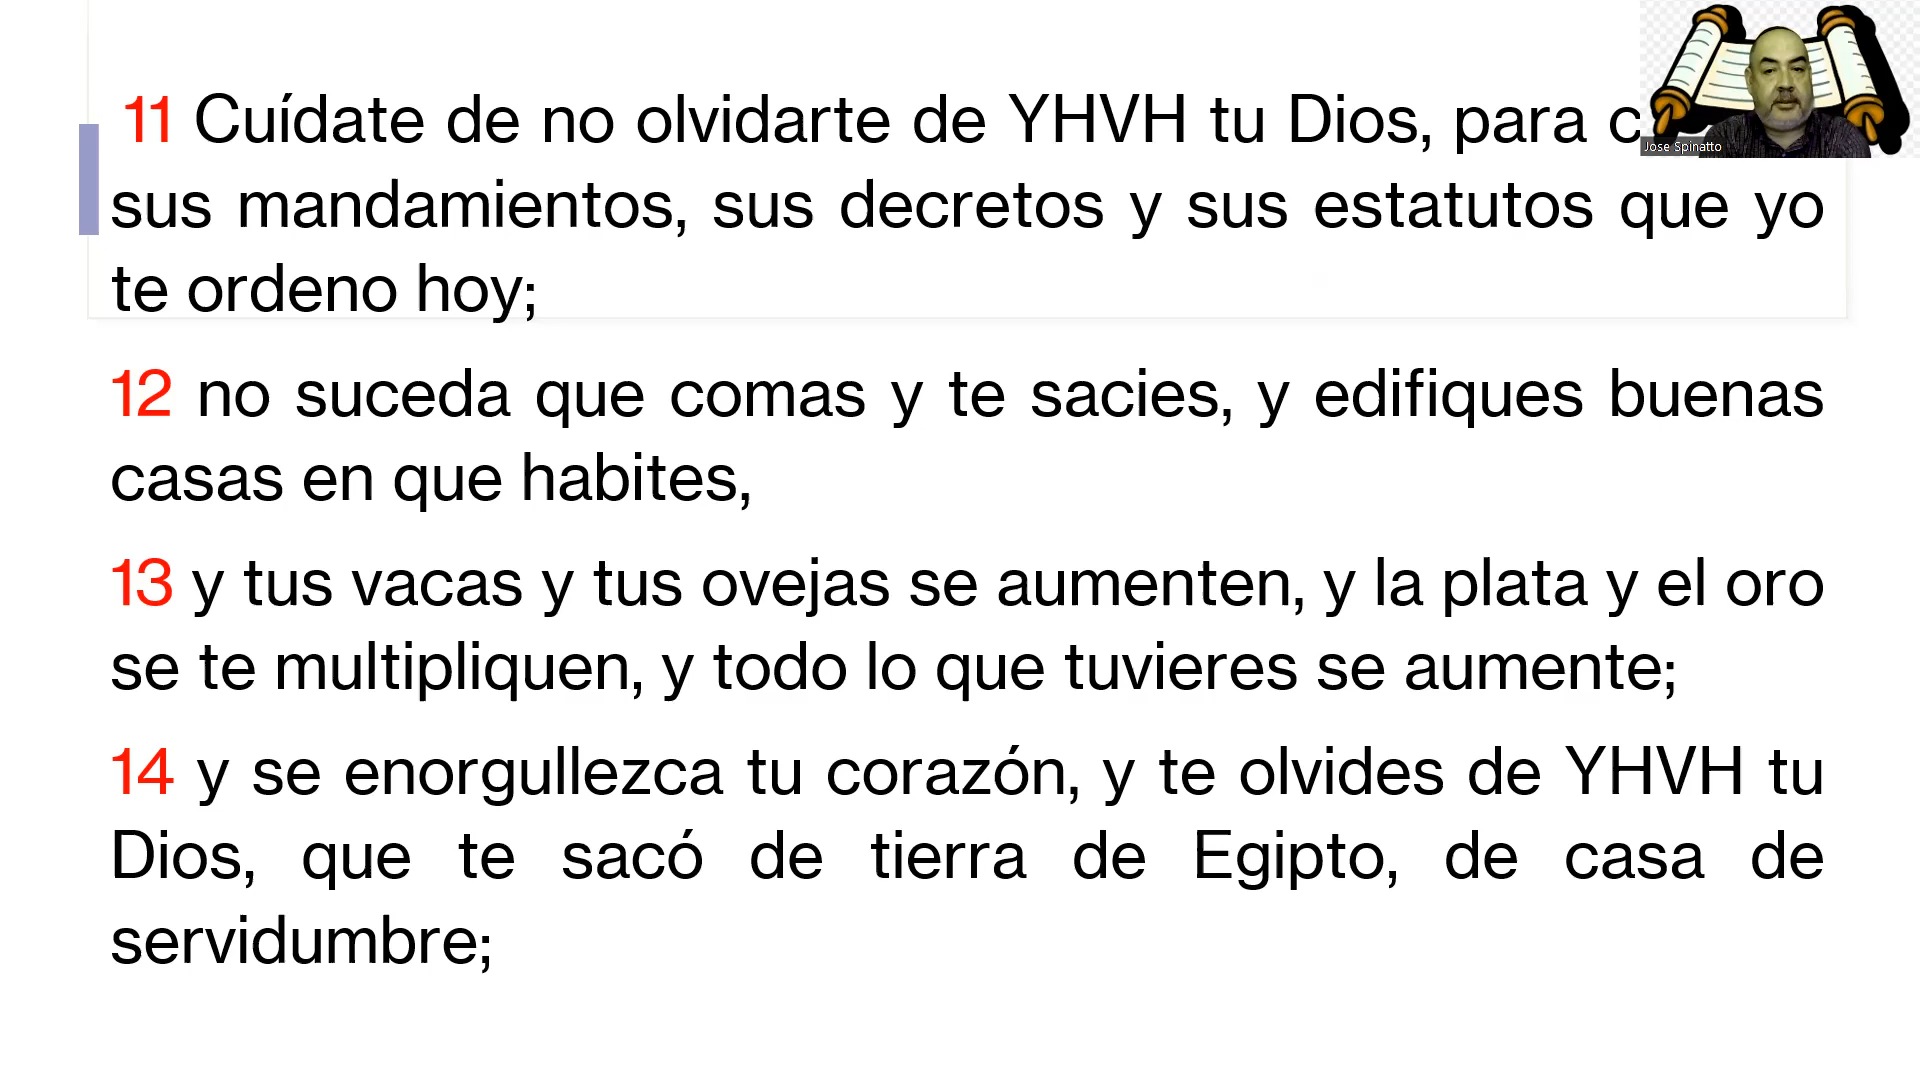 11 Cuídate de no olvidarte de YHVH tu Dios, para
sus mandamientos, sus decretos y sus estatutos que yo
te ordeno hoy;
12 no suceda que comas y te sacies, y edifiques buenas
casas en que habites,
13 y tus vacas y tus ovejas se aumenten, y la plata y el oro
se te multipliquen, y todo lo que tuvieres se aumente;
14 y se enorgullezca tu corazón, y te olvides de YHVH tu
Dios, que te sacó de tierra de Egipto, de casa de
servidumbre;
Jose Spinatto